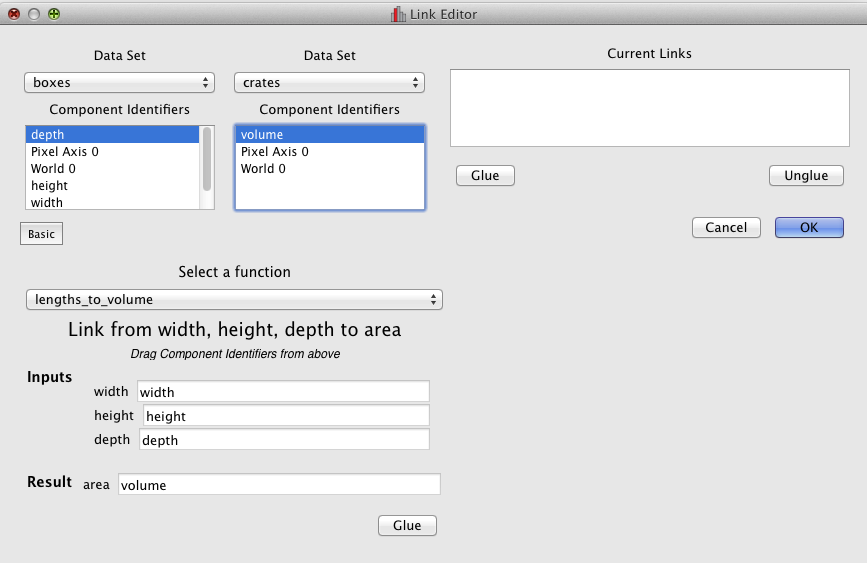 Link Editor
Data Set
boxes
Component Identifiers
depth
Pixel Axis 0
World 0
height
width
Data Set
crates
Component Identifiers
volume
Pixel Axis 0
World 0
Current Links
Glue
Unglue
Cancel
OK
Basic
Select a function
lengths_to_volume
Link from width, height, depth to area
Drag Component Identifiers from above
Inputs
width width
height height
depth depth
Result area volume
Glue